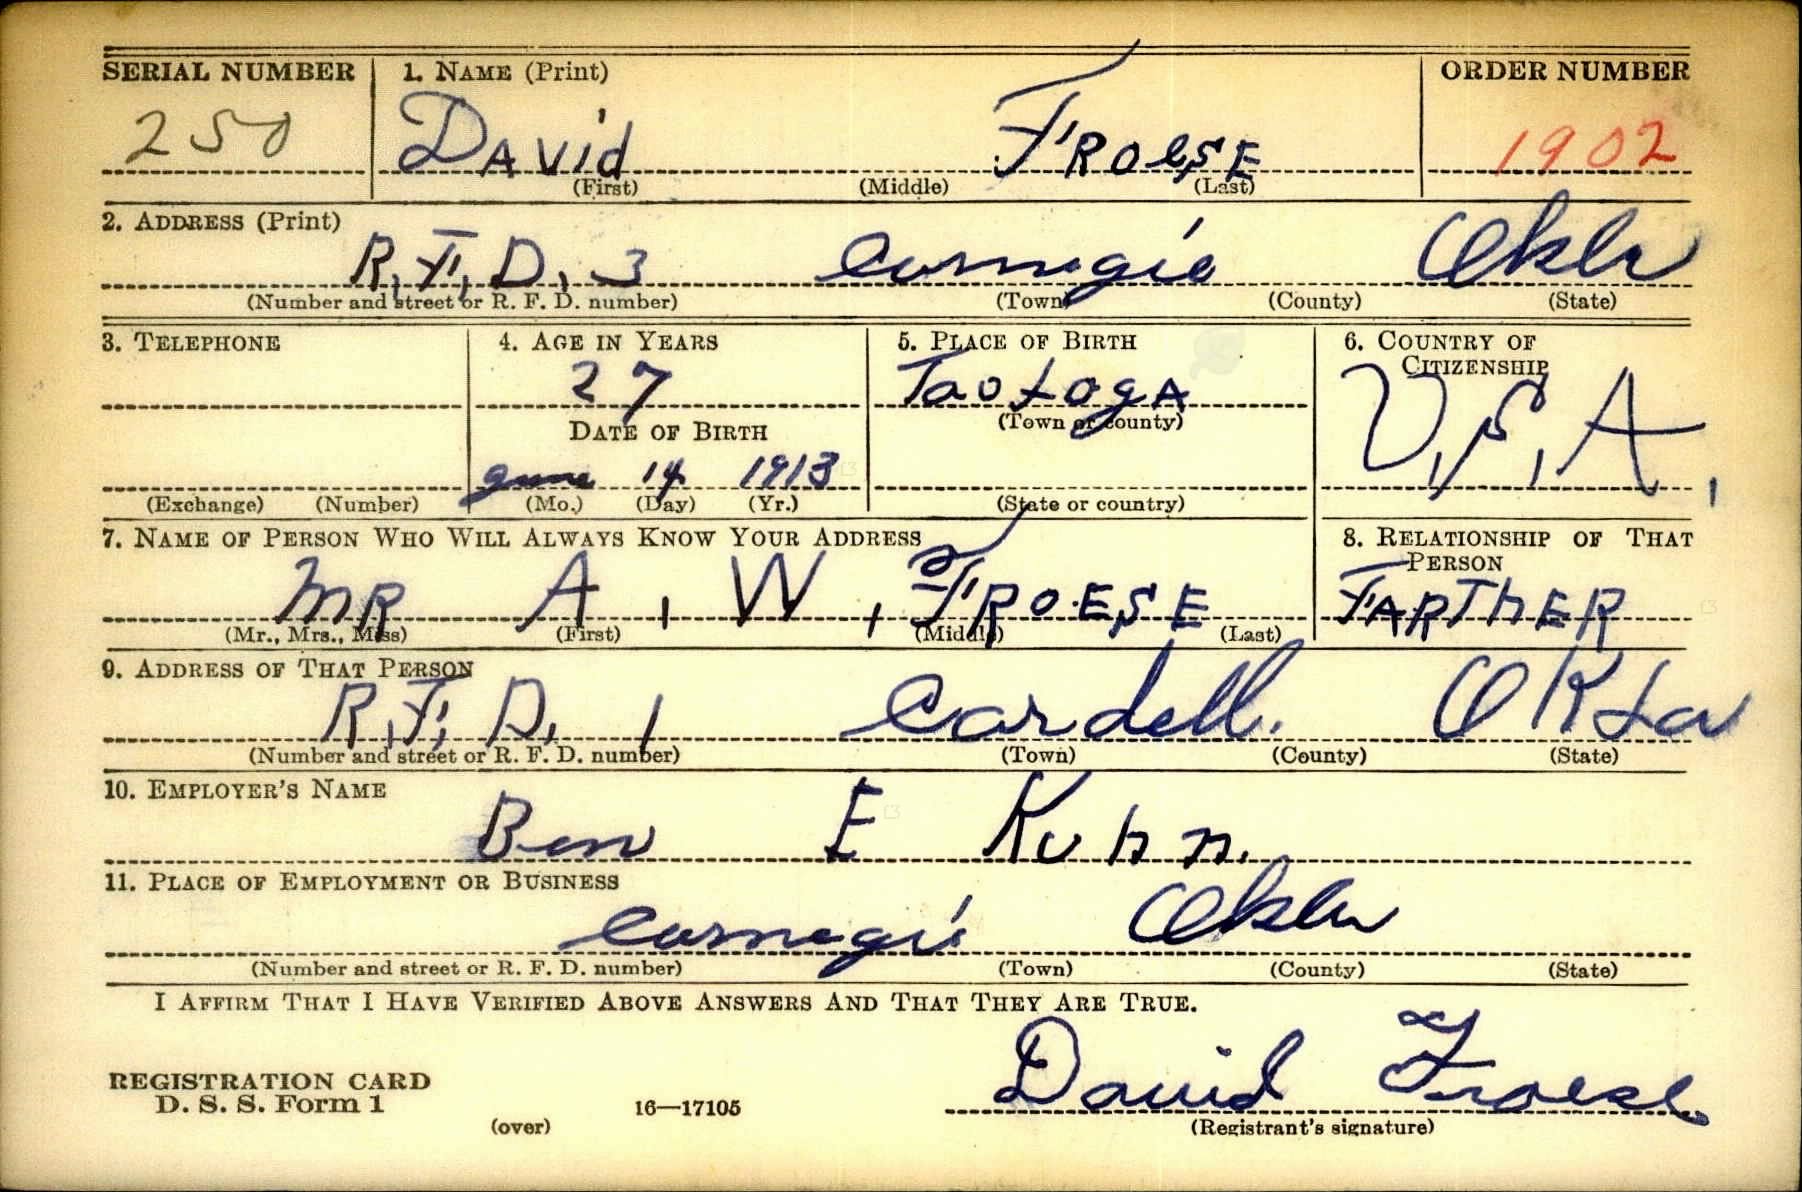 SERIAL NUMBER 1. NAME (Print) ORDER NUMBER
250 DAVid FROeSE 1902
(First) (Middle) (Last)
2. ADDRESS (Print)
R.F.D. 3 Carnegie Okla
(Number and street or R. F. D. number) (Town) (County) (State)
3. TELEPHONE 4. AGE IN YEARS 5. PLACE OF BIRTH 6. COUNTRY OF CITIZENSHIP
27 TaoLogA U.S.A.
DATE OF BIRTH (Town or county)
June 14 1913
(Exchange) (Number) (Mo.) (Day) (Yr.) (State or country)
7. NAME OF PERSON WHO WILL ALWAYS KNOW YOUR ADDRESS 8. RELATIONSHIP OF THAT PERSON
MR A. W. FROESE FARThER
(Mr., Mrs., Miss) (First) (Middle) (Last)
9. ADDRESS OF THAT PERSON
R.F.D. 1 Cordell. OKLa
(Number and street or R. F. D. number) (Town) (County) (State)
10. EMPLOYER'S NAME
Ben E Kuhn.
11. PLACE OF EMPLOYMENT OR BUSINESS
Carnegie Okla
(Number and street or R. F. D. number) (Town) (County) (State)
I AFFIRM THAT I HAVE VERIFIED ABOVE ANSWERS AND THAT THEY ARE TRUE.
David Froese
REGISTRATION CARD
D. S. S. Form 1 16—17105
(over) (Registrant's signature)